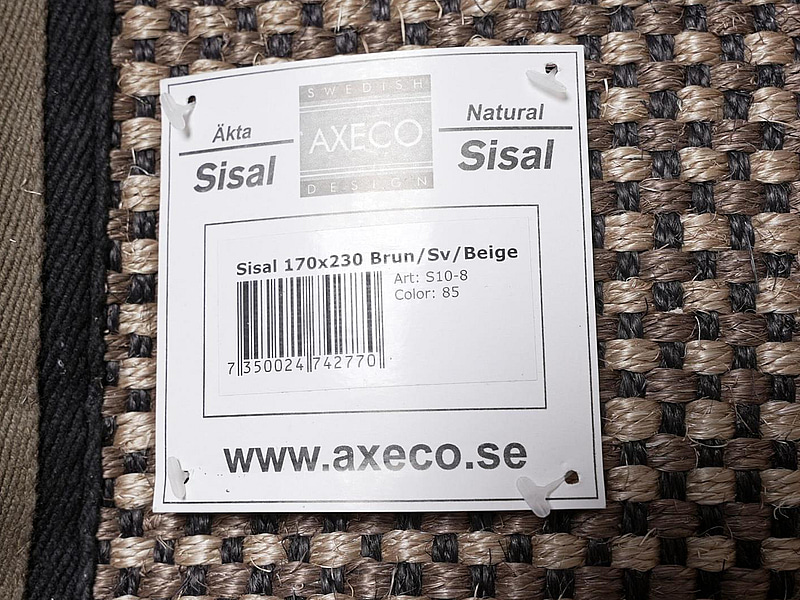 SWEDISH
AXECO
DESIGN
Äkta
Sisal
Natural
Sisal
Sisal 170x230 Brun/Sv/Beige
Art: S10-8
Color: 85
7 350024 742770
www.axeco.se